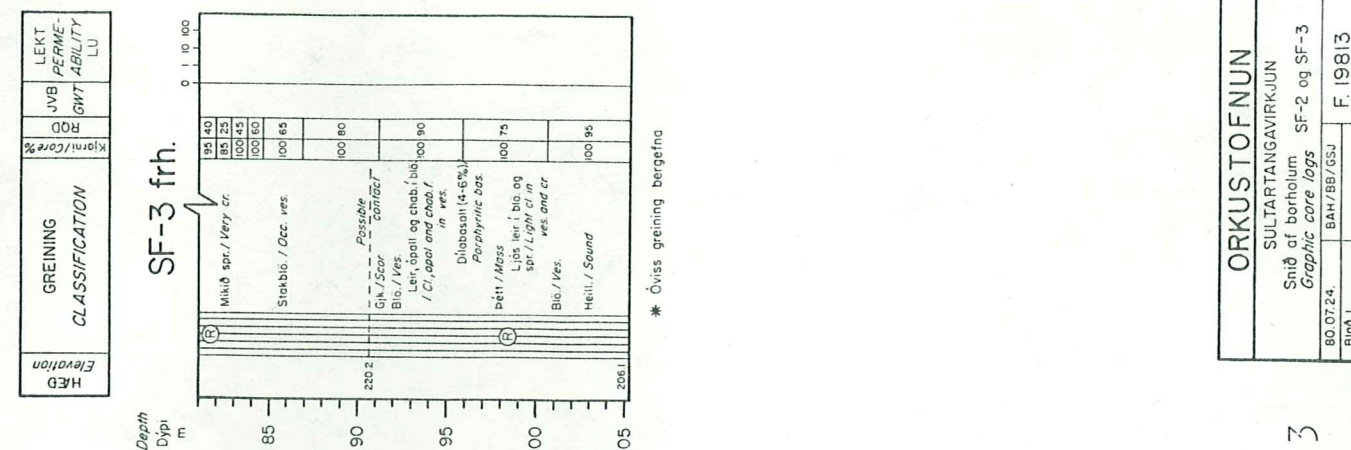 HÆÐ
Elevation
GREINING
CLASSIFICATION
Kjarni/Core %
RQD
JVB
GWT
LEKT
PERME-
ABILITY
LU
Depth
Dýpi
m
SF-3 frh.
0 1 10 100
95 40
85 25
100 45
100 60
100 65
100 80
100 90
100 75
100 95
Mikið spr./ Very cr.
Stakblö./ Occ. ves.
Possible
contact
Gjk./ Scor.
Blö./ Ves.
Leir, ópall og chab. í blö.
/ Cl., opal and chab. f.
in ves.
Dílabasalt (4-6%)/
Porphyritic bas.
Þétt / Mass
Ljós leir í blö. og
spr./ Light cl. in
ves. and cr.
Blö./ Ves.
Heill./ Sound
R
R
220.2
206.1
85
90
95
00
05
* Óviss greining bergefna
ORKUSTOFNUN
SULTARTANGAVIRKJUN
Snið af borholum SF-2 og SF-3
Graphic core logs
80.07.24. BAH/BB/GSJ F. 19813
3